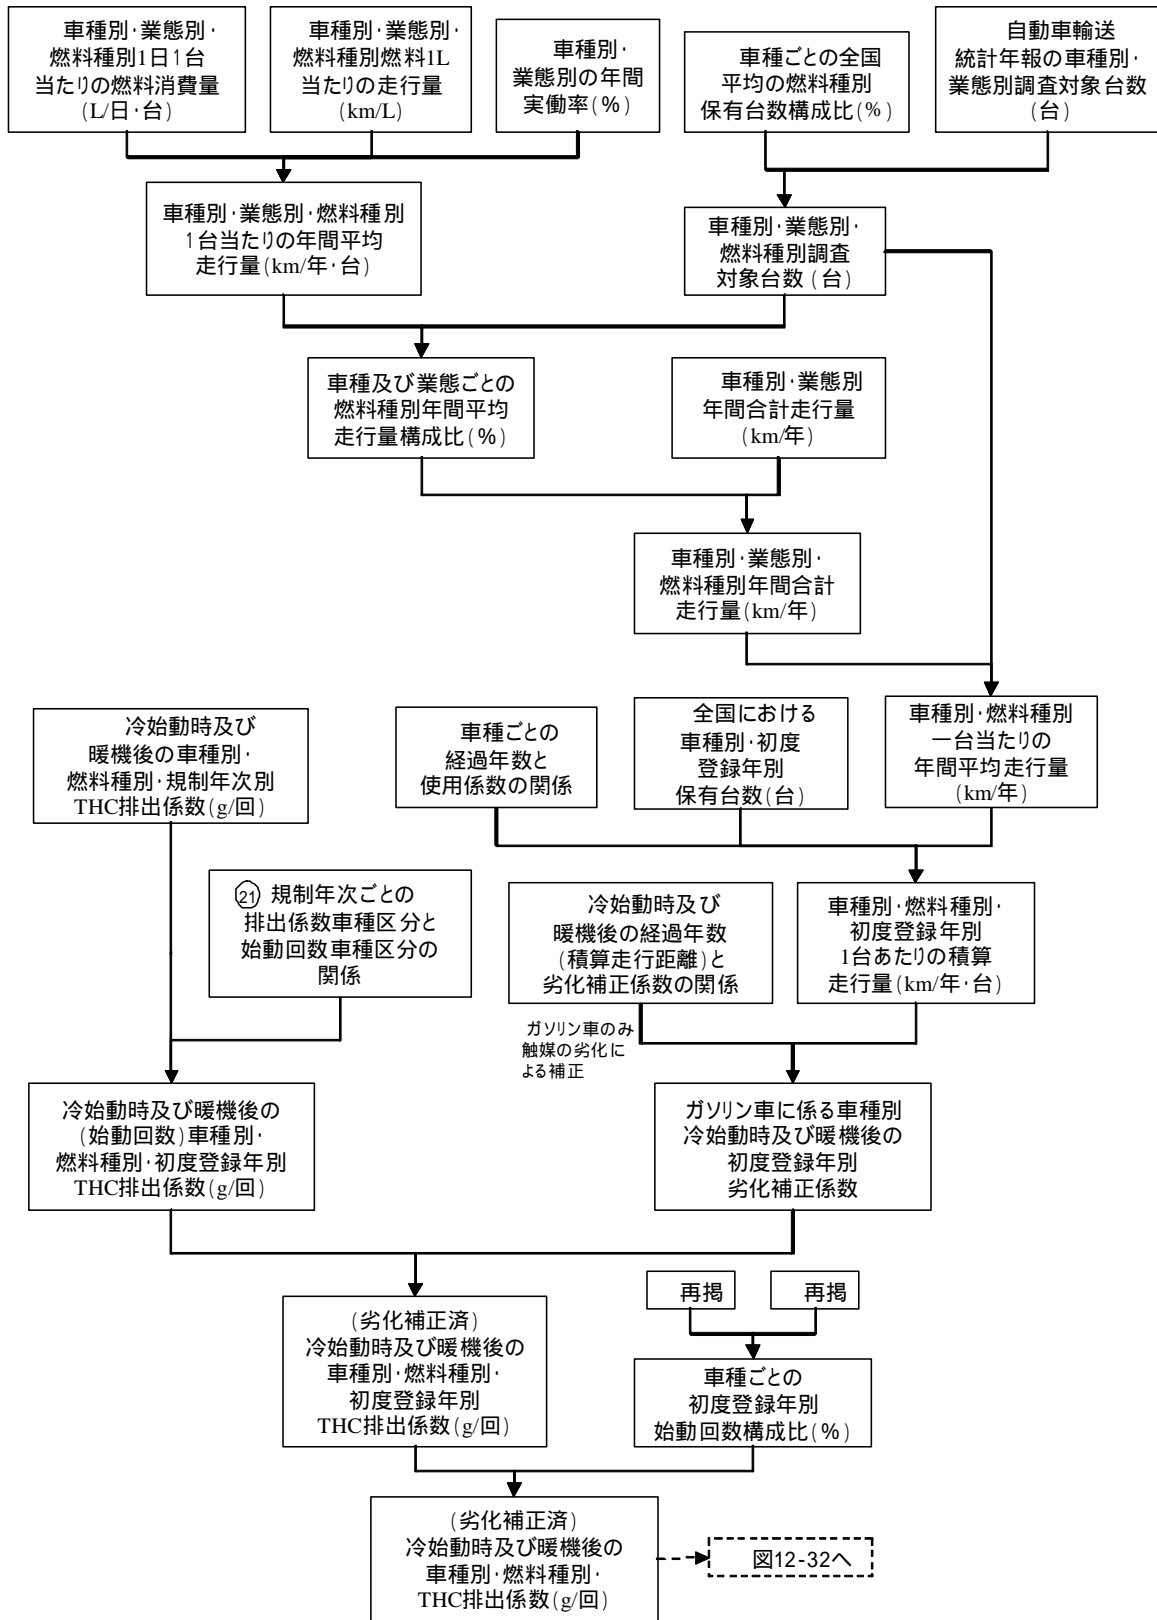 車種別･業態別･
燃料種別1日1台
当たりの燃料消費量
(L/日･台)
車種別･業態別･
燃料種別燃料1L
当たりの走行量
(km/L)
車種別･
業態別の年間
実働率(%)
車種ごとの全国
平均の燃料種別
保有台数構成比(%)
自動車輸送
統計年報の車種別･
業態別調査対象台数
(台)
車種別･業態別･燃料種別
1台当たりの年間平均
走行量(km/年･台)
車種別･業態別･
燃料種別調査
対象台数(台)
車種及び業態ごとの
燃料種別年間平均
走行量構成比(%)
車種別･業態別
年間合計走行量
(km/年)
車種別･業態別･
燃料種別年間合計
走行量(km/年)
冷始動時及び
暖機後の車種別･
燃料種別･規制年次別
THC排出係数(g/回)
車種ごとの
経過年数と
使用係数の関係
全国における
車種別･初度
登録年別
保有台数(台)
車種別･燃料種別
一台当たりの
年間平均走行量
(km/年)
㉑ 規制年次ごとの
排出係数車種区分と
始動回数車種区分の
関係
冷始動時及び
暖機後の経過年数
(積算走行距離)と
劣化補正係数の関係
車種別･燃料種別･
初度登録年別
1台あたりの積算
走行量(km/年･台)
ガソリン車のみ
触媒の劣化に
よる補正
冷始動時及び暖機後の
(始動回数)車種別･
燃料種別･初度登録年別
THC排出係数(g/回)
ガソリン車に係る車種別
冷始動時及び暖機後の
初度登録年別
劣化補正係数
再掲
再掲
(劣化補正済)
冷始動時及び暖機後の
車種別･燃料種別･
初度登録年別
THC排出係数(g/回)
車種ごとの
初度登録年別
始動回数構成比(%)
(劣化補正済)
冷始動時及び暖機後の
車種別･燃料種別･
THC排出係数(g/回)
図12-32へ